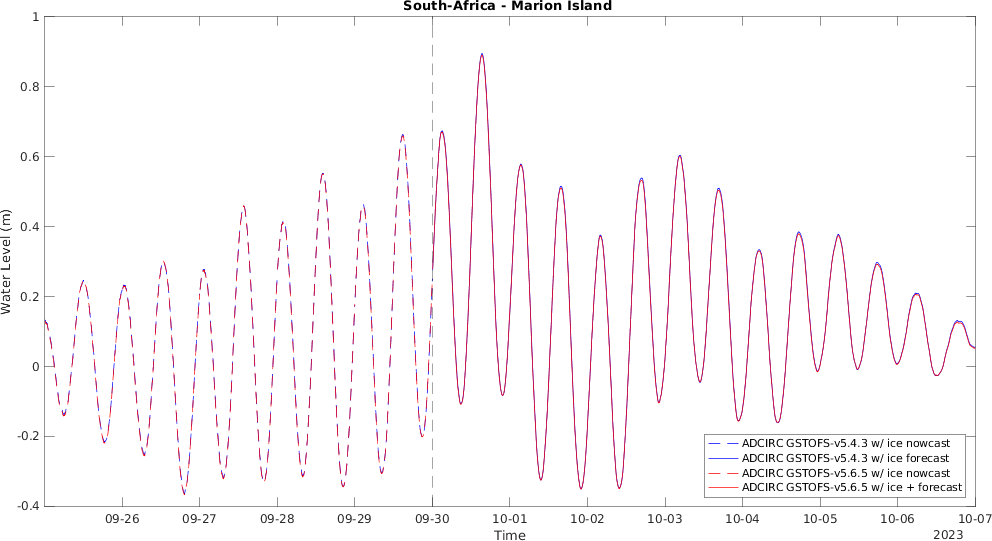 South-Africa - Marion Island
1
0.8
0.6
0.4
0.2
0
-0.2
-0.4
Water Level (m)
09-26 09-27 09-28 09-29 09-30 10-01 10-02 10-03 10-04 10-05 10-06 10-07
Time
2023
ADCIRC GSTOFS-v5.4.3 w/ ice nowcast
ADCIRC GSTOFS-v5.4.3 w/ ice forecast
ADCIRC GSTOFS-v5.6.5 w/ ice nowcast
ADCIRC GSTOFS-v5.6.5 w/ ice + forecast